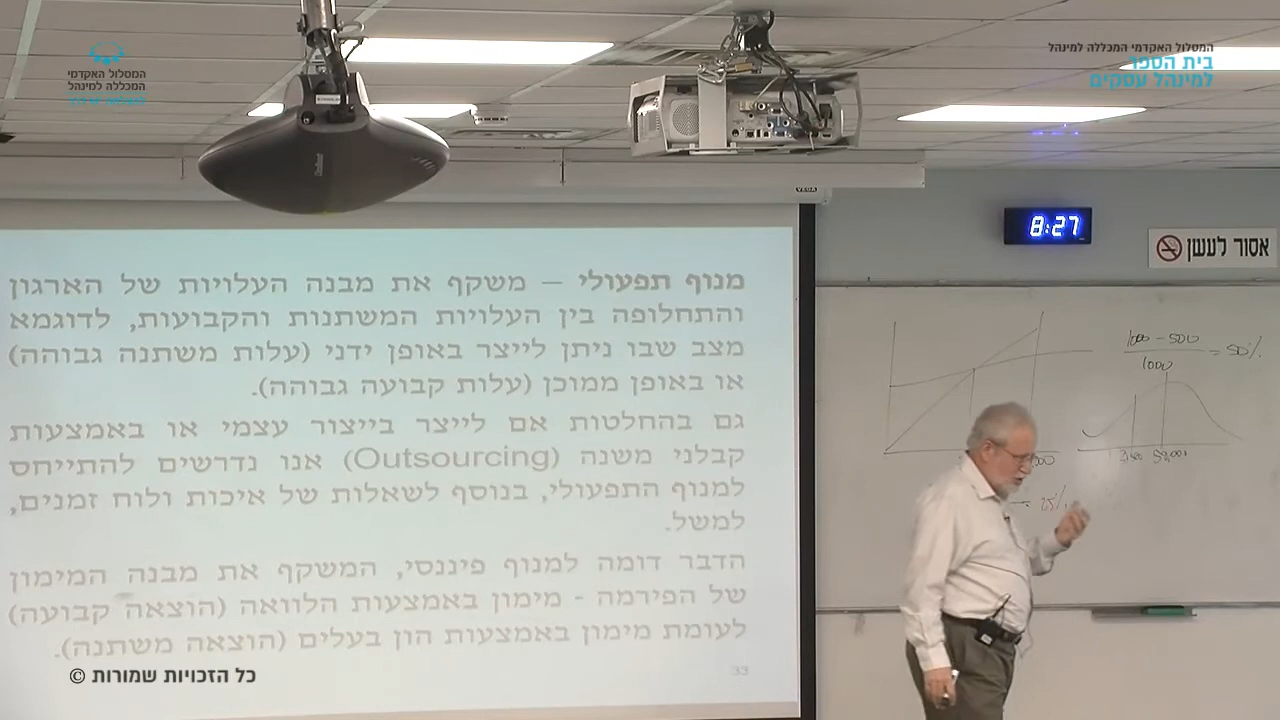 המסלול האקדמי
המכללה למינהל
המסלול האקדמי המכללה למינהל
בית הספר
למינהל עסקים
VEGA
8:27
אסור לעשן
מנוף תפעולי – משקף את מבנה העלויות של הארגון
והתחלופה בין העלויות המשתנות והקבועות, לדוגמא
מצב שבו ניתן לייצר באופן ידני (עלות משתנה גבוהה)
או באופן ממוכן (עלות קבועה גבוהה).
גם בהחלטות אם לייצר בייצור עצמי או באמצעות
קבלני משנה (Outsourcing) אנו נדרשים להתייחס
למנוף התפעולי, בנוסף לשאלות של איכות ולוח זמנים,
למשל.
הדבר דומה למנוף פיננסי, המשקף את מבנה המימון
של הפירמה - מימון באמצעות הלוואה (הוצאה קבועה)
לעומת מימון באמצעות הון בעלים (הוצאה משתנה).
33
כל הזכויות שמורות ©
1000 - 500
1000
= 50%
25%